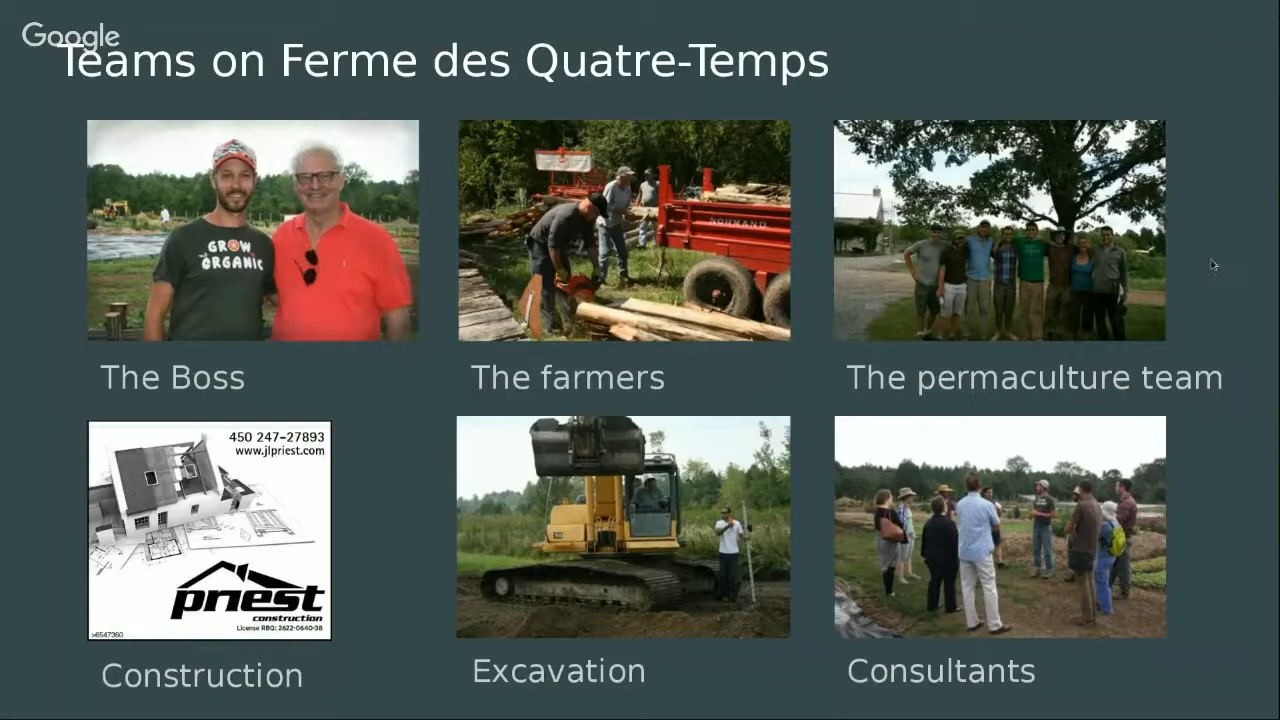 Google
Teams on Ferme des Quatre-Temps
GROW
ORGANIC
NORMAND
The Boss
The farmers
The permaculture team
450 247-27893
www.jlpriest.com
priest
construction
License RBQ: 2622-0640-38
>6547360
Construction
Excavation
Consultants